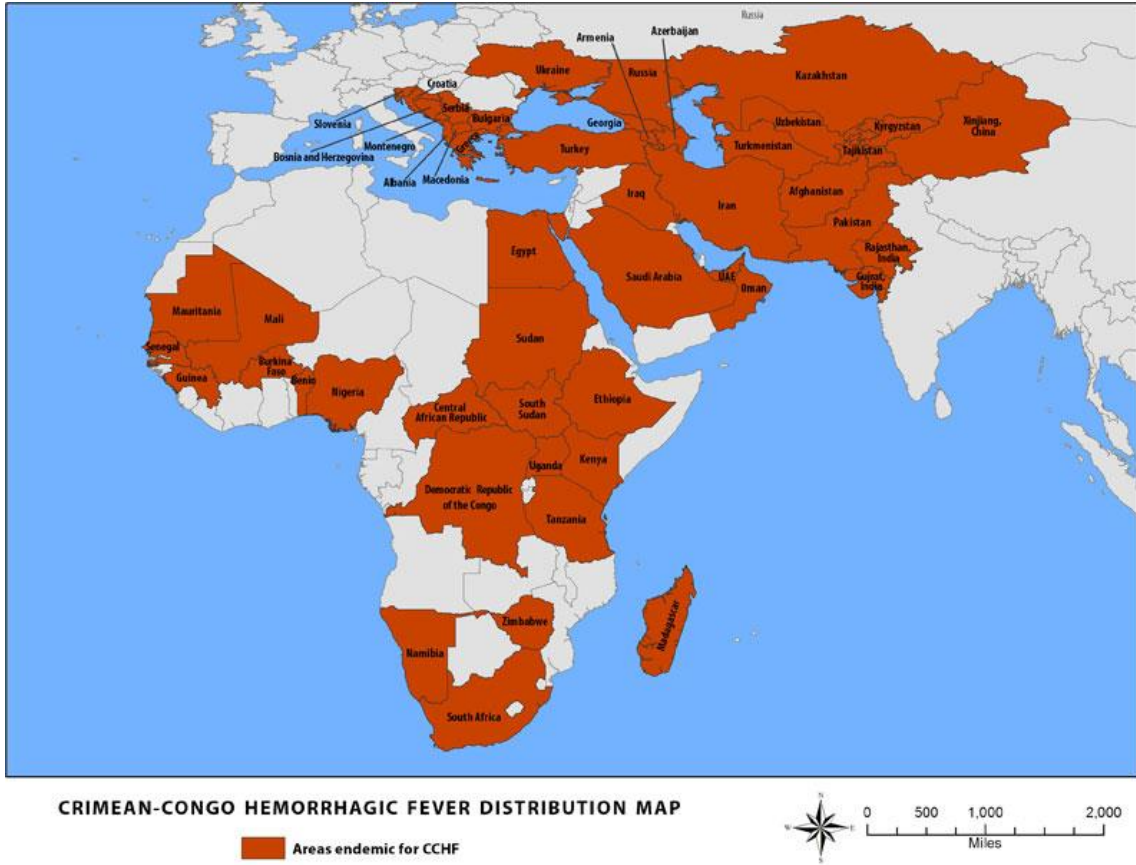 Russia
Armenia
Azerbaijan
Ukraine
Russia
Kazakhstan
Croatia
Slovenia
Serbia
Bulgaria
Georgia
Uzbekistan
Kyrgyzstan
Xinjiang,
China
Bosnia and Herzegovina
Montenegro
Greece
Turkey
Turkmenistan
Tajikistan
Albania
Macedonia
Iraq
Iran
Afghanistan
Pakistan
Egypt
Saudi Arabia
UAE
Oman
Rajasthan,
India
Gujrat,
India
Mauritania
Mali
Sudan
Senegal
Guinea
Burkina
Faso
Benin
Nigeria
Central
African Republic
South
Sudan
Ethiopia
Uganda
Kenya
Democratic Republic
of the Congo
Tanzania
Zimbabwe
Madagascar
Namibia
South Africa
CRIMEAN-CONGO HEMORRHAGIC FEVER DISTRIBUTION MAP
Areas endemic for CCHF
N
W
E
S
0 500 1,000 2,000
Miles